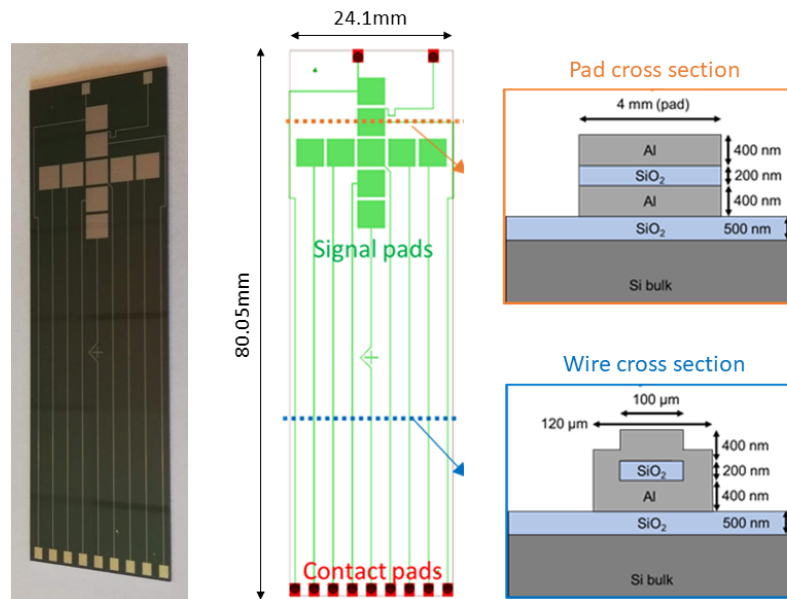 24.1mm
80.05mm
Signal pads
Contact pads
Pad cross section
4 mm (pad)
Al
400 nm
SiO₂
200 nm
Al
400 nm
SiO₂
500 nm
Si bulk
Wire cross section
100 µm
120 µm
400 nm
SiO₂
200 nm
Al
400 nm
SiO₂
500 nm
Si bulk